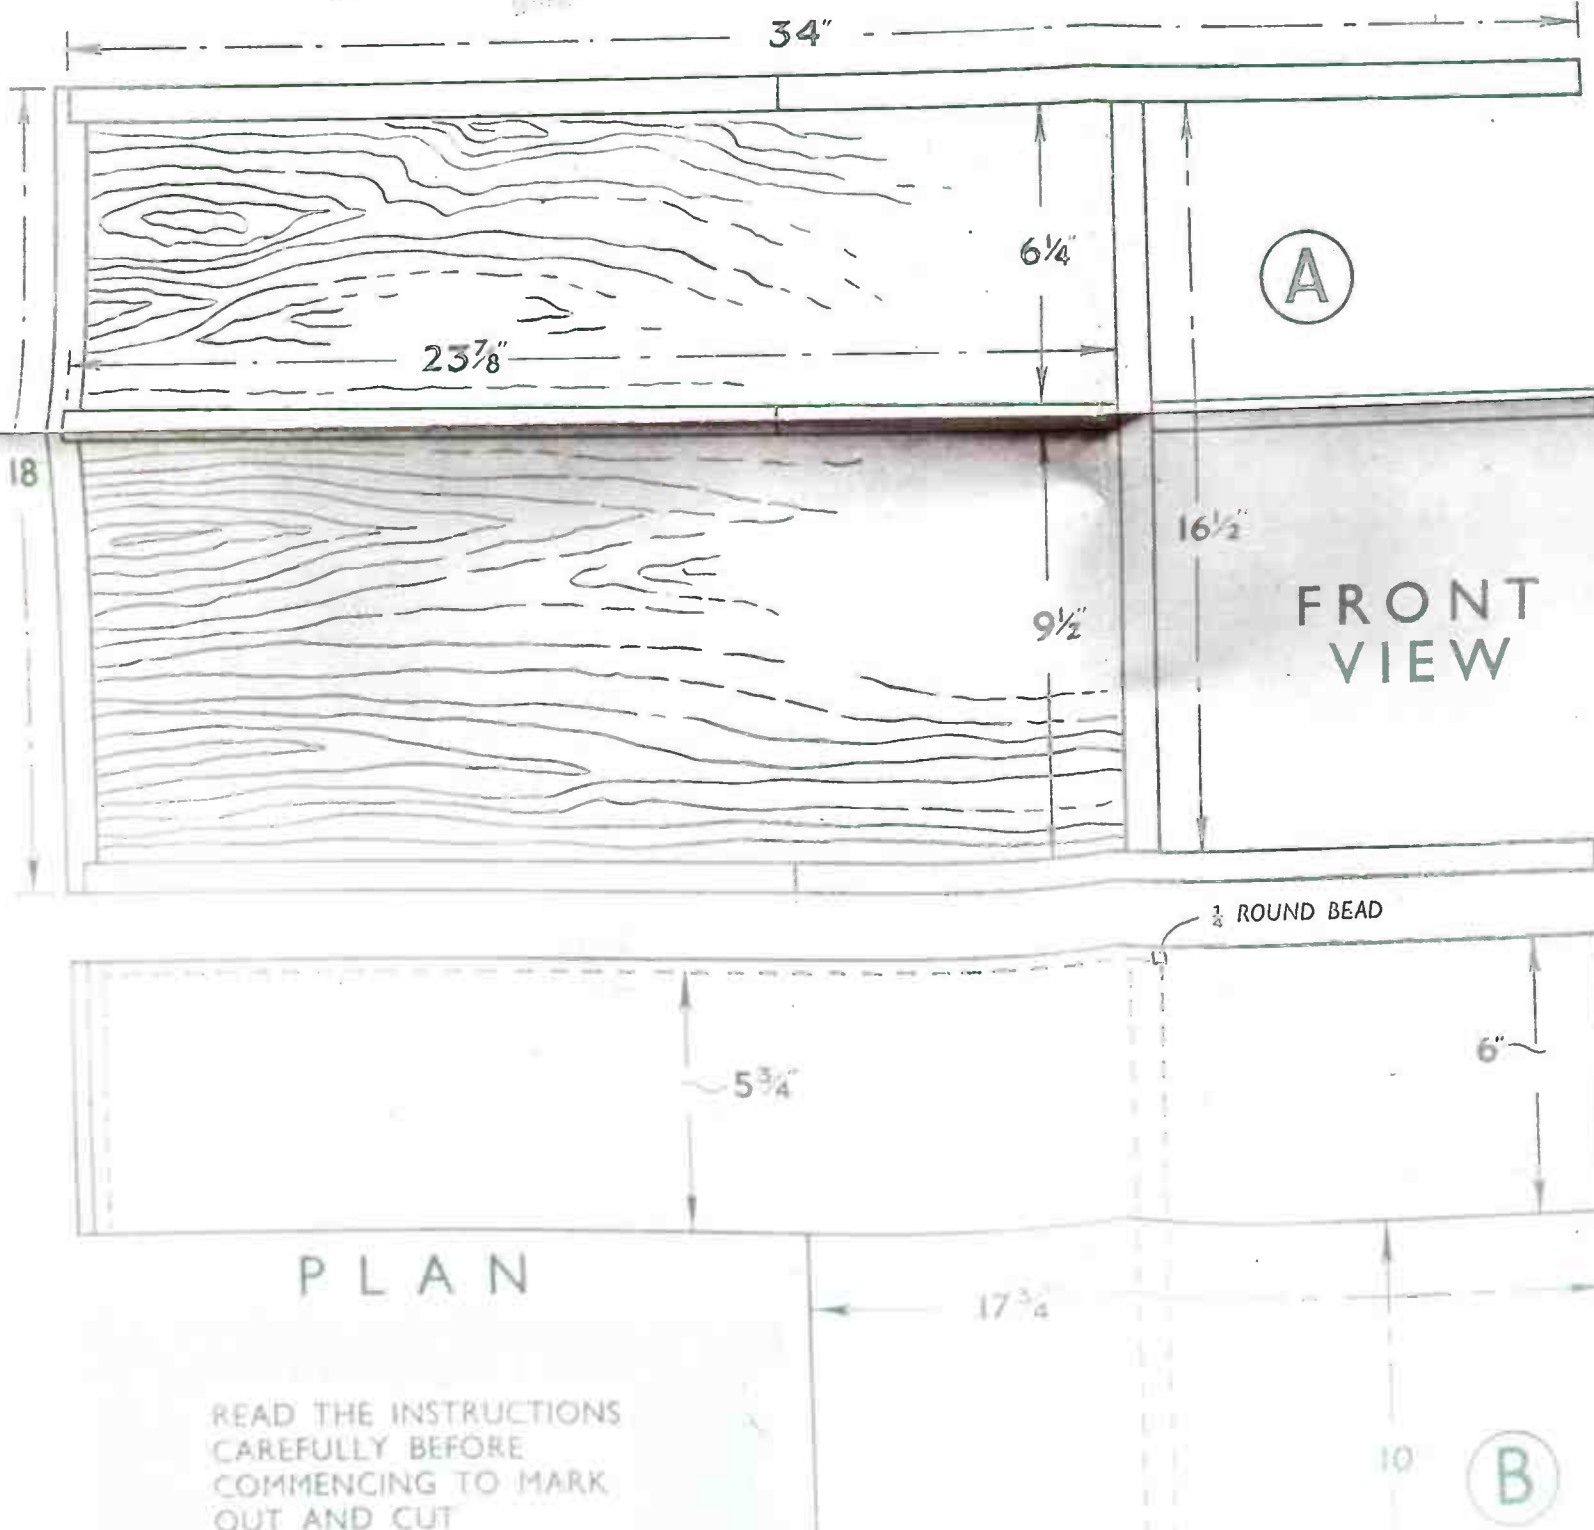 34"
6¼"
A
23⅞"
18
16½"
9½"
FRONT
VIEW
¼ ROUND BEAD
5¾"
6"
PLAN
17¾
READ THE INSTRUCTIONS
CAREFULLY BEFORE
COMMENCING TO MARK
OUT AND CUT
10
B